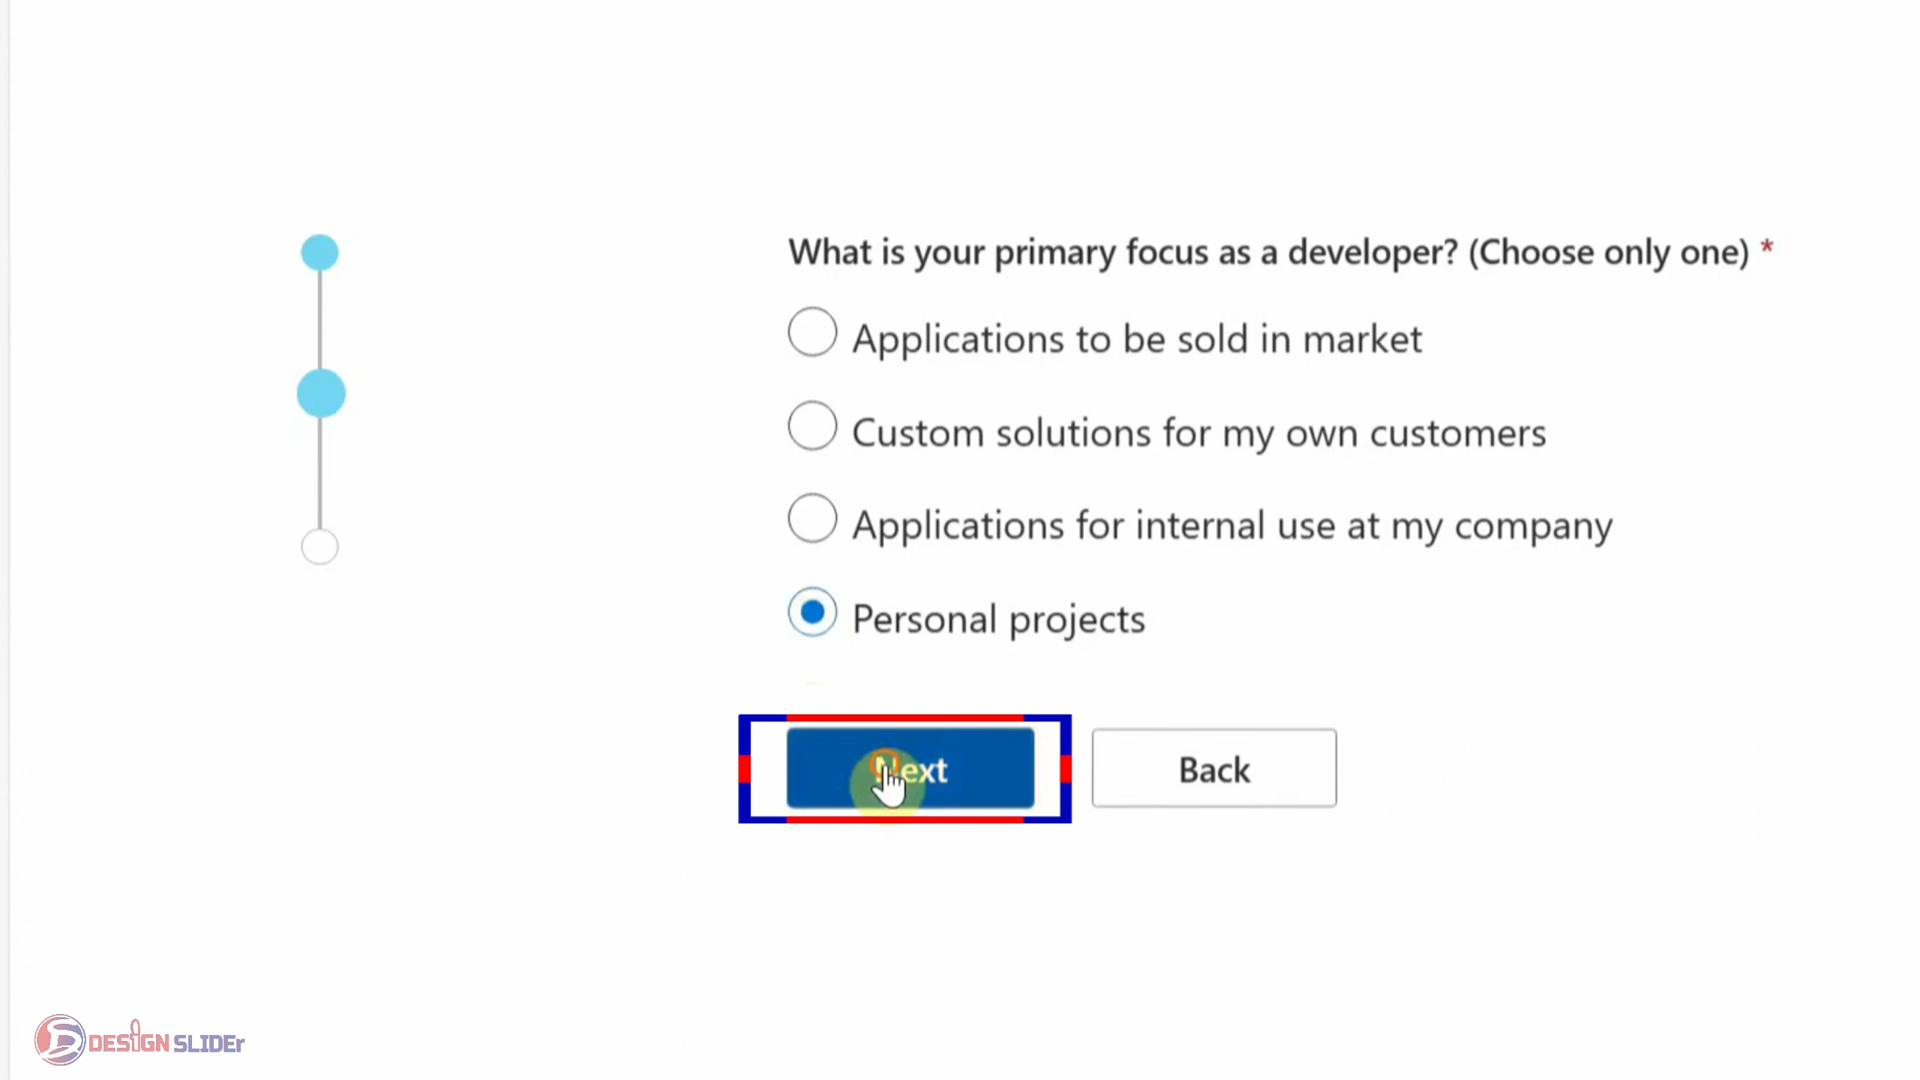 What is your primary focus as a developer? (Choose only one) *
Applications to be sold in market
Custom solutions for my own customers
Applications for internal use at my company
Personal projects
Next
Back
DESIGN SLIDEr